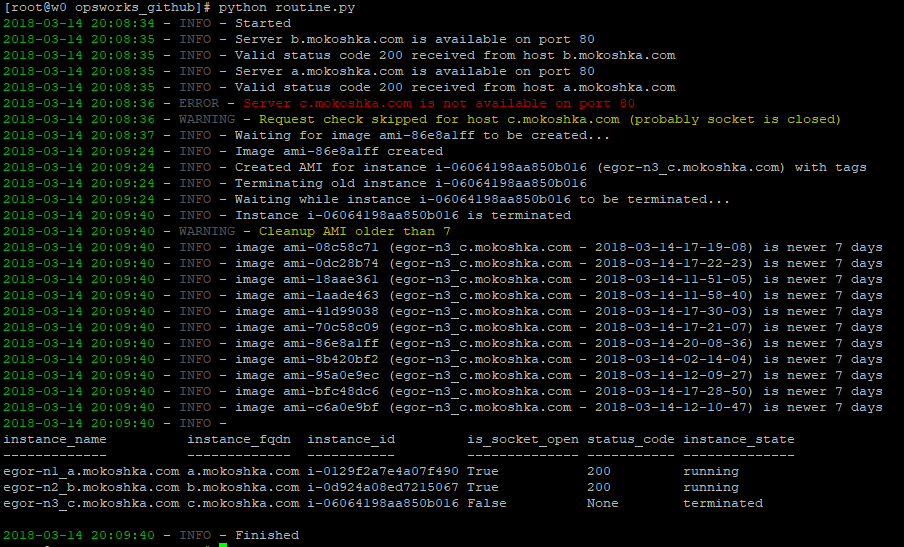 [root@w0 opsworks_github]# python routine.py
2018-03-14 20:08:34 - INFO - Started
2018-03-14 20:08:35 - INFO - Server b.mokoshka.com is available on port 80
2018-03-14 20:08:35 - INFO - Valid status code 200 received from host b.mokoshka.com
2018-03-14 20:08:35 - INFO - Server a.mokoshka.com is available on port 80
2018-03-14 20:08:35 - INFO - Valid status code 200 received from host a.mokoshka.com
2018-03-14 20:08:36 - ERROR - Server c.mokoshka.com is not available on port 80
2018-03-14 20:08:36 - WARNING - Request check skipped for host c.mokoshka.com (probably socket is closed)
2018-03-14 20:08:37 - INFO - Waiting for image ami-86e8a1ff to be created...
2018-03-14 20:09:24 - INFO - Image ami-86e8a1ff created
2018-03-14 20:09:24 - INFO - Created AMI for instance i-06064198aa850b016 (egor-n3_c.mokoshka.com) with tags
2018-03-14 20:09:24 - INFO - Terminating old instance i-06064198aa850b016
2018-03-14 20:09:24 - INFO - Waiting while instance i-06064198aa850b016 to be terminated...
2018-03-14 20:09:40 - INFO - Instance i-06064198aa850b016 is terminated
2018-03-14 20:09:40 - WARNING - Cleanup AMI older than 7
2018-03-14 20:09:40 - INFO - image ami-08c58c71 (egor-n3_c.mokoshka.com - 2018-03-14-17-19-08) is newer 7 days
2018-03-14 20:09:40 - INFO - image ami-0dc28b74 (egor-n3_c.mokoshka.com - 2018-03-14-17-22-23) is newer 7 days
2018-03-14 20:09:40 - INFO - image ami-18aae361 (egor-n3_c.mokoshka.com - 2018-03-14-11-51-05) is newer 7 days
2018-03-14 20:09:40 - INFO - image ami-1aade463 (egor-n3_c.mokoshka.com - 2018-03-14-11-58-40) is newer 7 days
2018-03-14 20:09:40 - INFO - image ami-41d99038 (egor-n3_c.mokoshka.com - 2018-03-14-17-30-03) is newer 7 days
2018-03-14 20:09:40 - INFO - image ami-70c58c09 (egor-n3_c.mokoshka.com - 2018-03-14-17-21-07) is newer 7 days
2018-03-14 20:09:40 - INFO - image ami-86e8a1ff (egor-n3_c.mokoshka.com - 2018-03-14-20-08-36) is newer 7 days
2018-03-14 20:09:40 - INFO - image ami-8b420bf2 (egor-n3_c.mokoshka.com - 2018-03-14-02-14-04) is newer 7 days
2018-03-14 20:09:40 - INFO - image ami-95a0e9ec (egor-n3_c.mokoshka.com - 2018-03-14-12-09-27) is newer 7 days
2018-03-14 20:09:40 - INFO - image ami-bfc48dc6 (egor-n3_c.mokoshka.com - 2018-03-14-17-28-50) is newer 7 days
2018-03-14 20:09:40 - INFO - image ami-c6a0e9bf (egor-n3_c.mokoshka.com - 2018-03-14-12-10-47) is newer 7 days
2018-03-14 20:09:40 - INFO -
instance_name          instance_fqdn  instance_id         is_socket_open status_code instance_state
-------------          -------------  -----------         -------------- ----------- --------------
egor-n1_a.mokoshka.com a.mokoshka.com i-0129f2a7e4a07f490 True           200         running
egor-n2_b.mokoshka.com b.mokoshka.com i-0d924a08ed7215067 True           200         running
egor-n3_c.mokoshka.com c.mokoshka.com i-06064198aa850b016 False          None        terminated
2018-03-14 20:09:40 - INFO - Finished